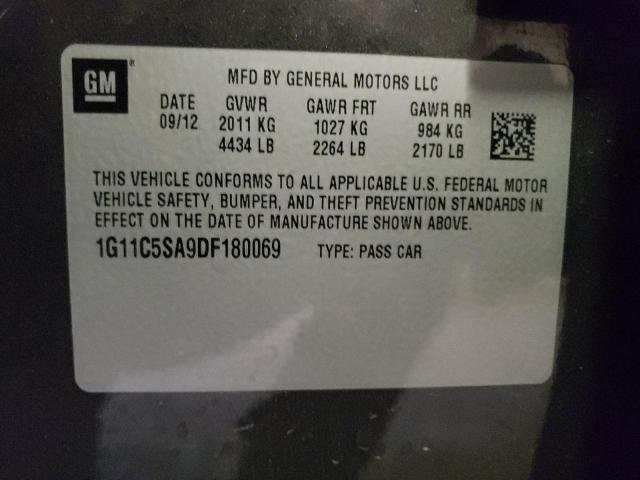 GM®
MFD BY GENERAL MOTORS LLC
DATE GVWR GAWR FRT GAWR RR
09/12 2011 KG 1027 KG 984 KG
4434 LB 2264 LB 2170 LB
THIS VEHICLE CONFORMS TO ALL APPLICABLE U.S. FEDERAL MOTOR
VEHICLE SAFETY, BUMPER, AND THEFT PREVENTION STANDARDS IN
EFFECT ON THE DATE OF MANUFACTURE SHOWN ABOVE.
1G11C5SA9DF180069 TYPE: PASS CAR